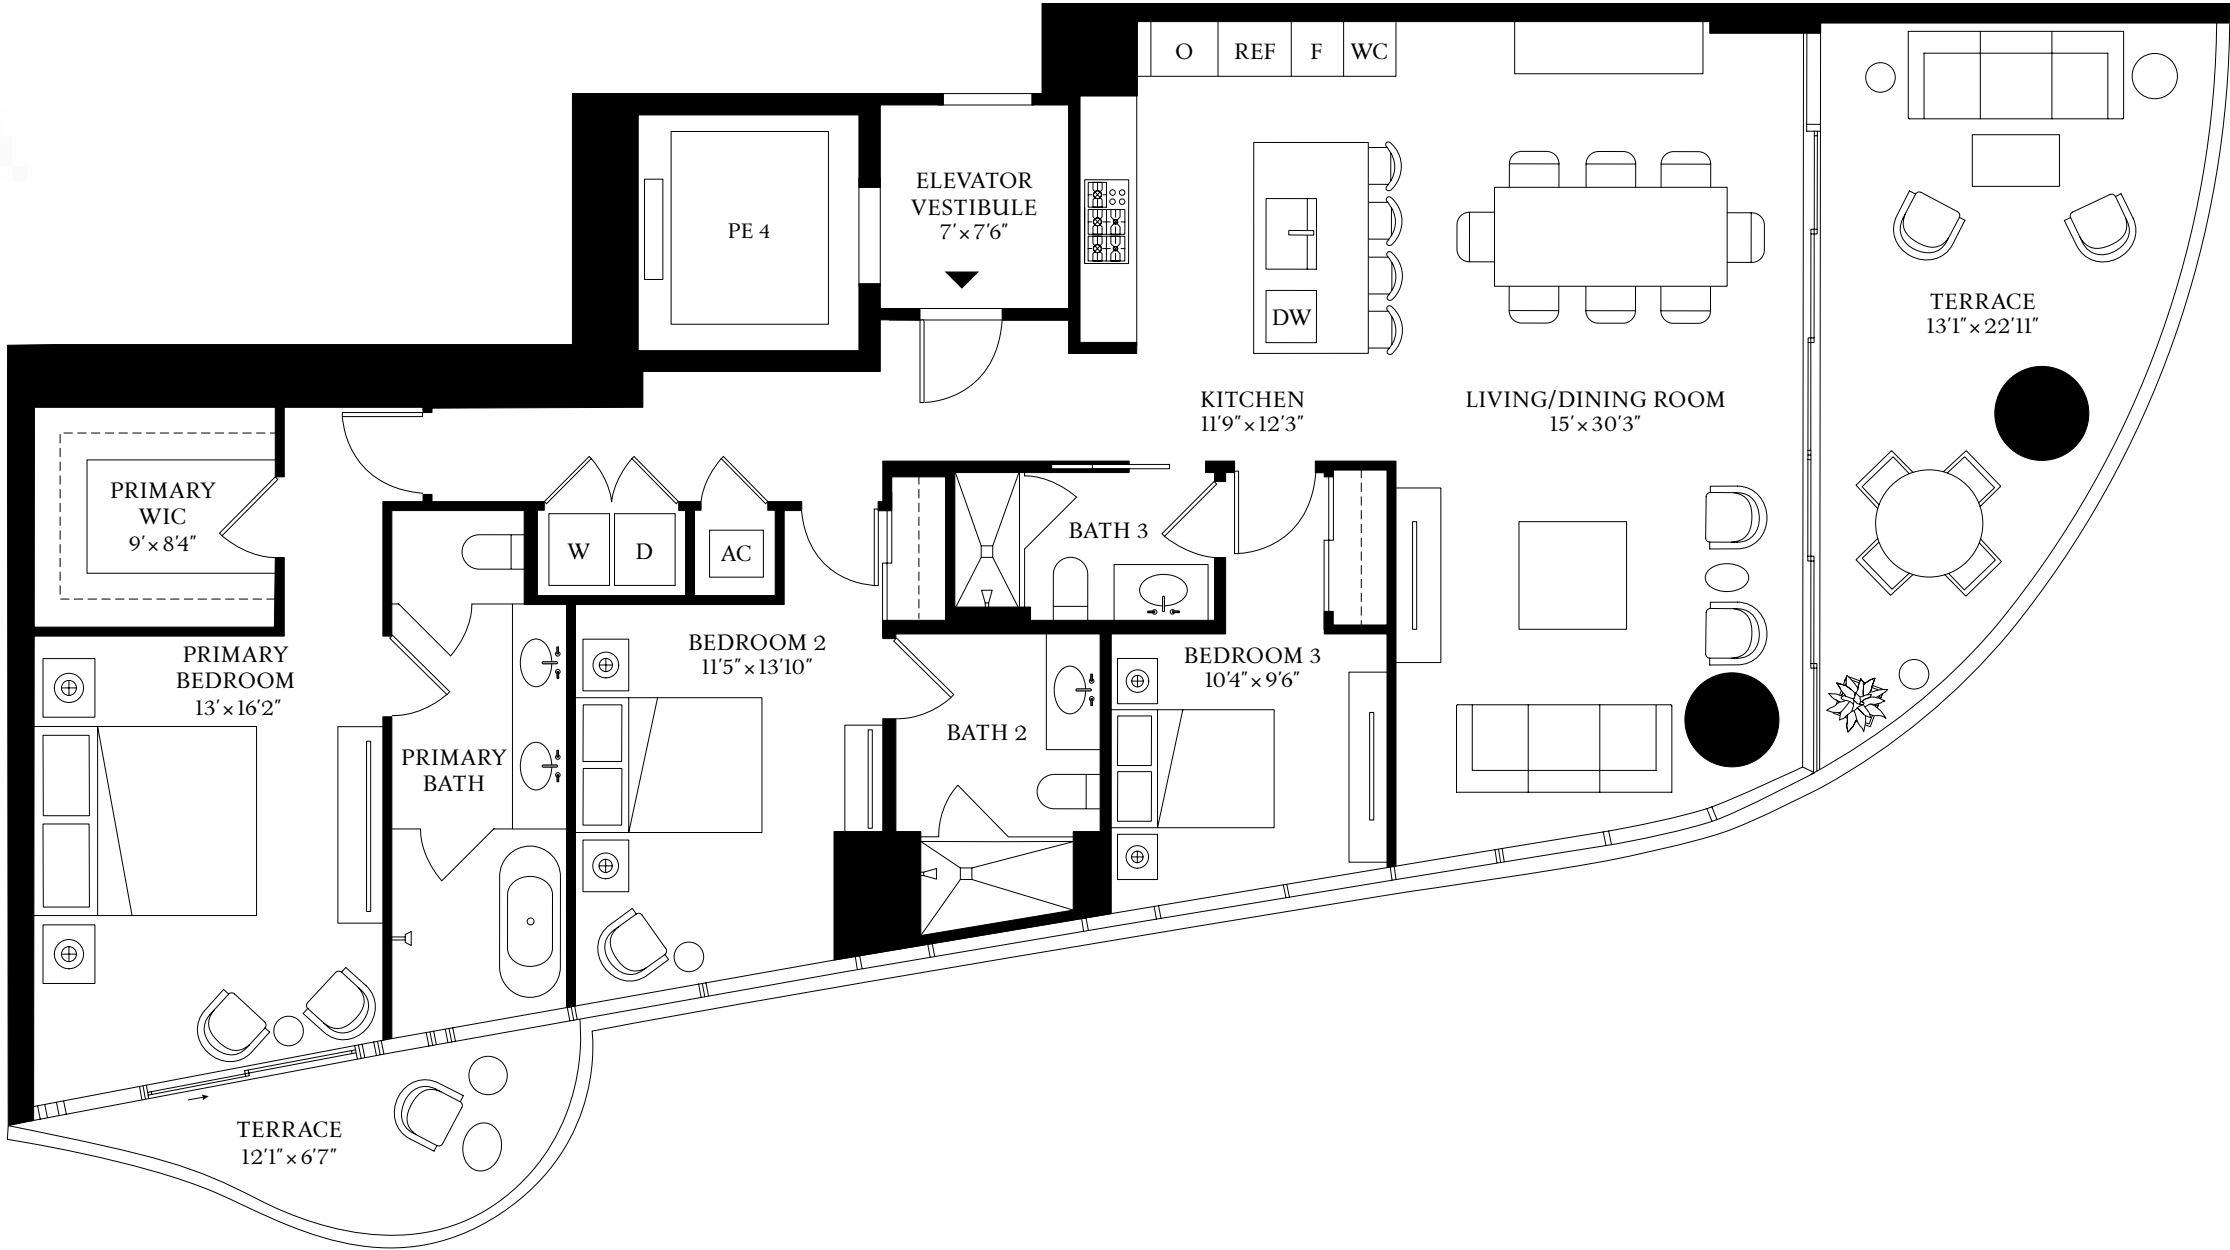 O
REF
F
WC
ELEVATOR
VESTIBULE
7'×7'6"
PE 4
DW
TERRACE
13'1"×22'11"
KITCHEN
11'9"×12'3"
LIVING/DINING ROOM
15'×30'3"
PRIMARY
WIC
9'×8'4"
W
D
AC
BATH 3
PRIMARY
BEDROOM
13'×16'2"
BEDROOM 2
11'5"×13'10"
BEDROOM 3
10'4"×9'6"
BATH 2
PRIMARY
BATH
TERRACE
12'1"×6'7"